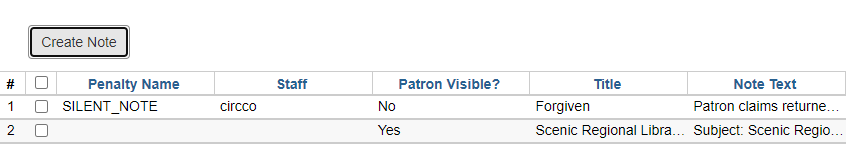 Create Note
# Penalty Name Staff Patron Visible? Title Note Text
1 SILENT_NOTE circco No Forgiven Patron claims returne...
2 Yes Scenic Regional Libra... Subject: Scenic Regio...